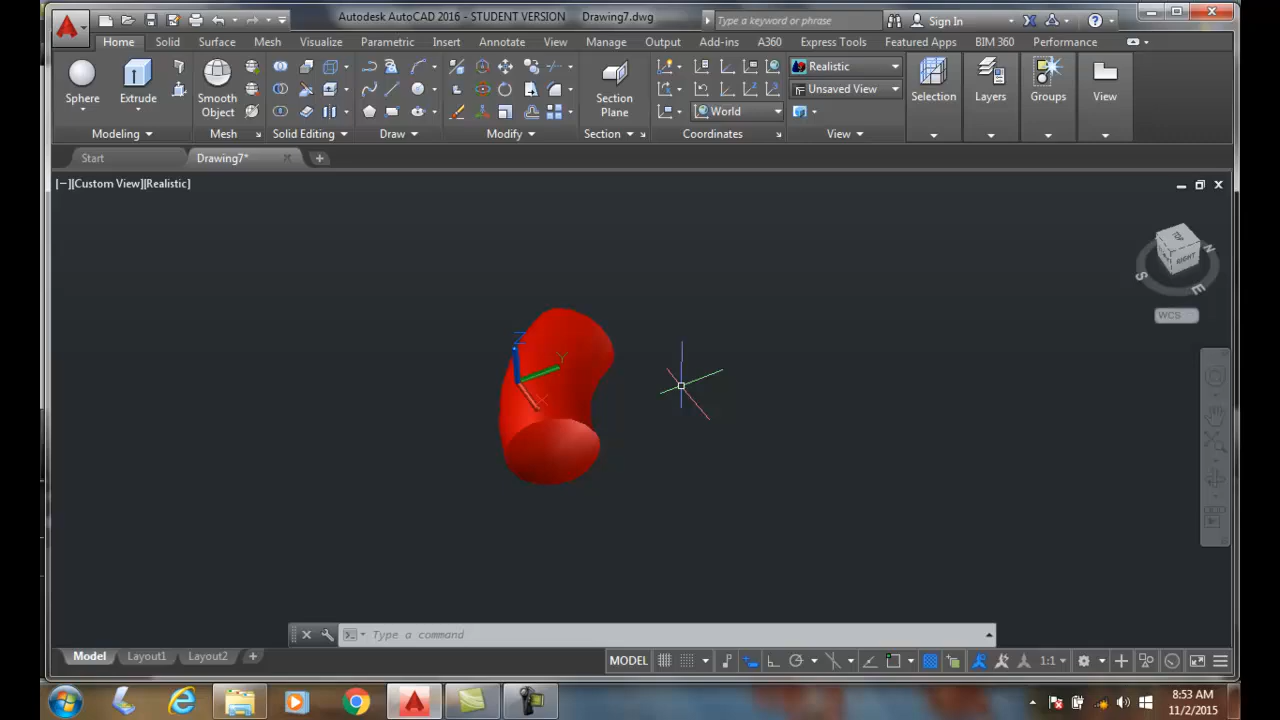 Autodesk AutoCAD 2016 - STUDENT VERSION Drawing7.dwg
Type a keyword or phrase
Sign In
Home Solid Surface Mesh Visualize Parametric Insert Annotate View Manage Output Add-ins A360 Express Tools Featured Apps BIM 360 Performance
Sphere Extrude Smooth Object Section Plane Realistic Unsaved View World Selection Layers Groups View
Modeling Mesh Solid Editing Draw Modify Section Coordinates View
Start Drawing7*
[−][Custom View][Realistic]
TOP
RIGHT
N
S
E
WCS
Z
Y
X
Type a command
Model Layout1 Layout2
MODEL 1:1
8:53 AM
11/2/2015